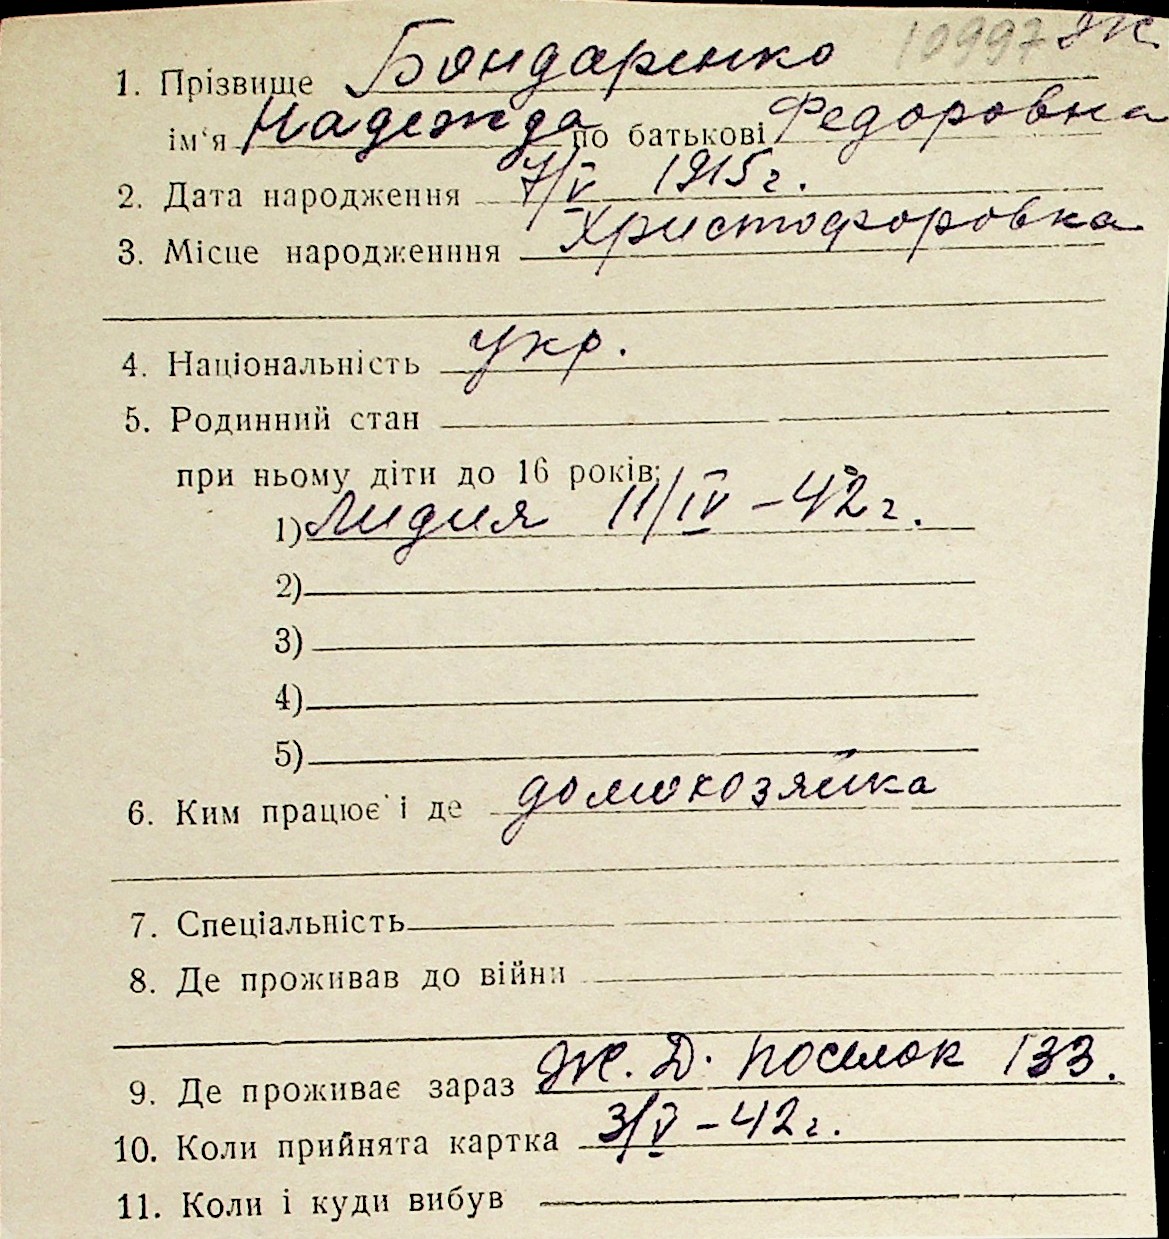 10997 Ж
1. Прізвище Бондаренко
ім'я Надежда по батькові Федоровна
2. Дата народження 7/V 1915 г.
3. Місце народженння Христофоровка
4. Національність укр.
5. Родинний стан
при ньому діти до 16 років:
1) Лидия 11/IV – 42 г.
2)
3)
4)
5)
6. Ким працює і де домохозяйка
7. Спеціальність
8. Де проживав до війни
9. Де проживає зараз Ж. Д. поселок 133.
10. Коли прийнята картка 3/V – 42 г.
11. Коли і куди вибув